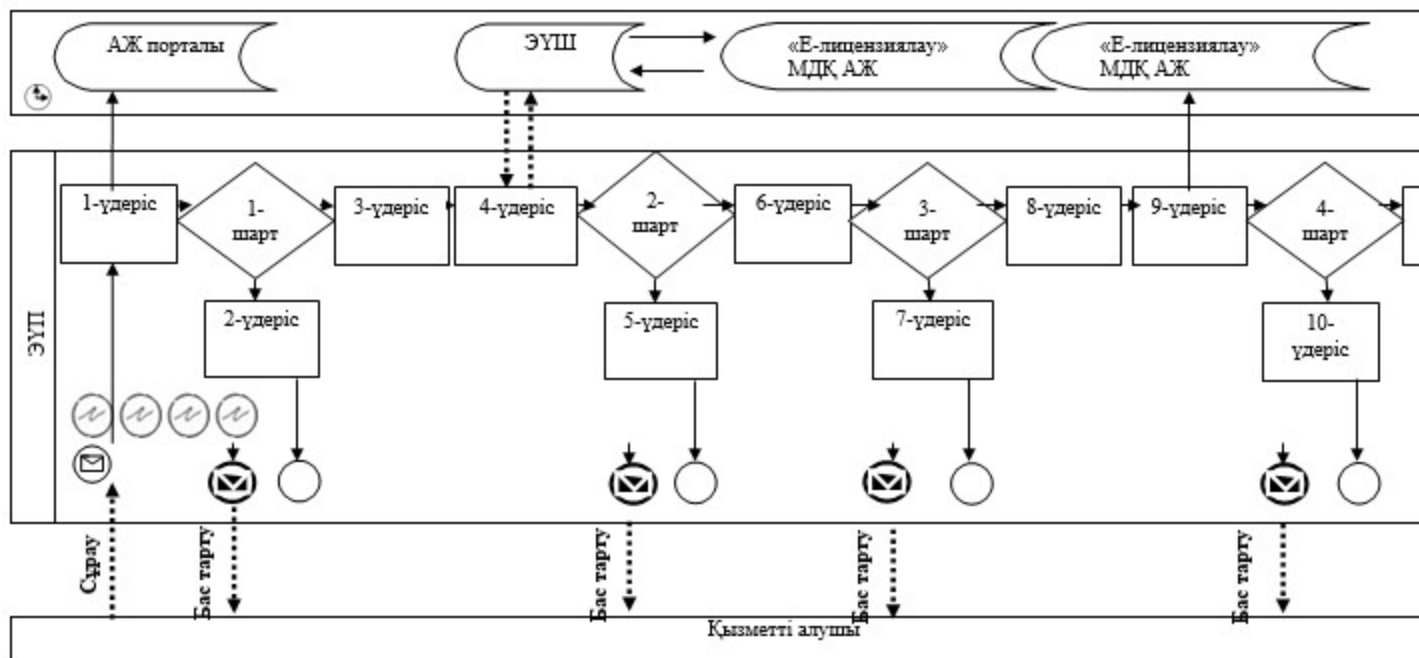 АЖ порталы
ЭҮШ
«Е-лицензиялау»
МДҚ АЖ
«Е-лицензиялау»
МДҚ АЖ
ЭҮП
1-үдеріс
1-
шарт
3-үдеріс
4-үдеріс
2-
шарт
6-үдеріс
3-
шарт
8-үдеріс
9-үдеріс
4-
шарт
2-үдеріс
5-үдеріс
7-үдеріс
10-
үдеріс
Сұрау
Бас тарту
Бас тарту
Бас тарту
Бас тарту
Қызметті алушы